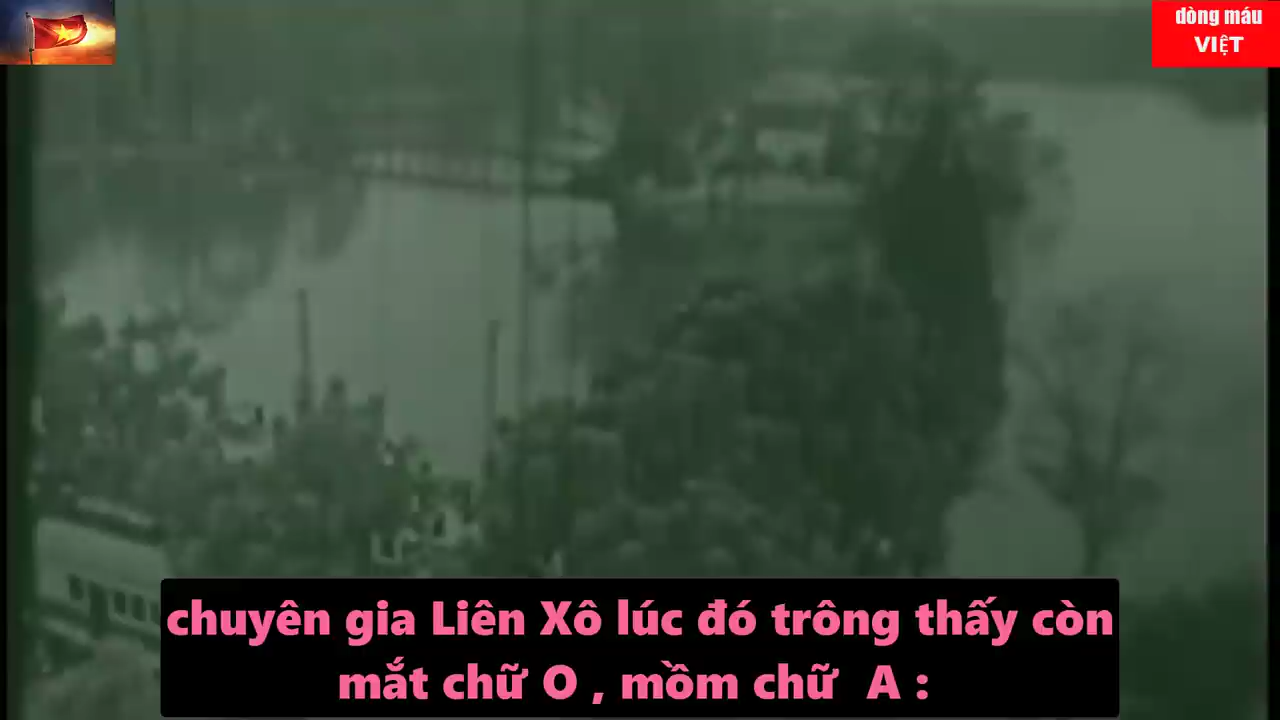 dòng máu
VIỆT
chuyên gia Liên Xô lúc đó trông thấy còn
mắt chữ O , mồm chữ  A :